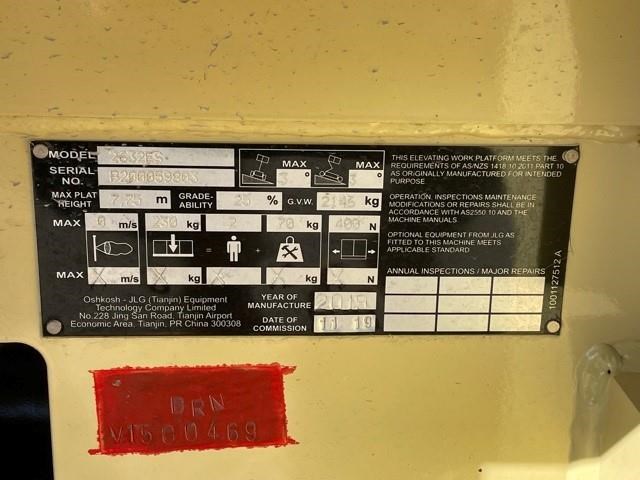 MODEL 2632ES
SERIAL NO. B200059803
MAX 3° MAX 3°
MAX PLAT HEIGHT 7.73 m GRADE-ABILITY 25 % G.V.W. 2145 kg
MAX 0 m/s 230 kg = 2 + 70 kg 400 N
MAX X m/s X kg X kg X N
Oshkosh - JLG (Tianjin) Equipment
Technology Company Limited
No.228 Jing San Road, Tianjin Airport
Economic Area, Tianjin, PR China 300308
YEAR OF MANUFACTURE 2019
DATE OF COMMISSION 11 19
THIS ELEVATING WORK PLATFORM MEETS THE
REQUIREMENTS OF AS/NZS 1418.10:2011 PART 10
AS ORIGINALLY MANUFACTURED FOR INTENDED
PURPOSE
OPERATION, INSPECTIONS MAINTENANCE
MODIFICATIONS OR REPAIRS SHALL BE IN
ACCORDANCE WITH AS2550.10 AND THE
MACHINE MANUALS.
OPTIONAL EQUIPMENT FROM JLG AS
FITTED TO THIS MACHINE MEETS
APPLICABLE STANDARD
ANNUAL INSPECTIONS / MAJOR REPAIRS
1001127512 A
DRN
V1500469